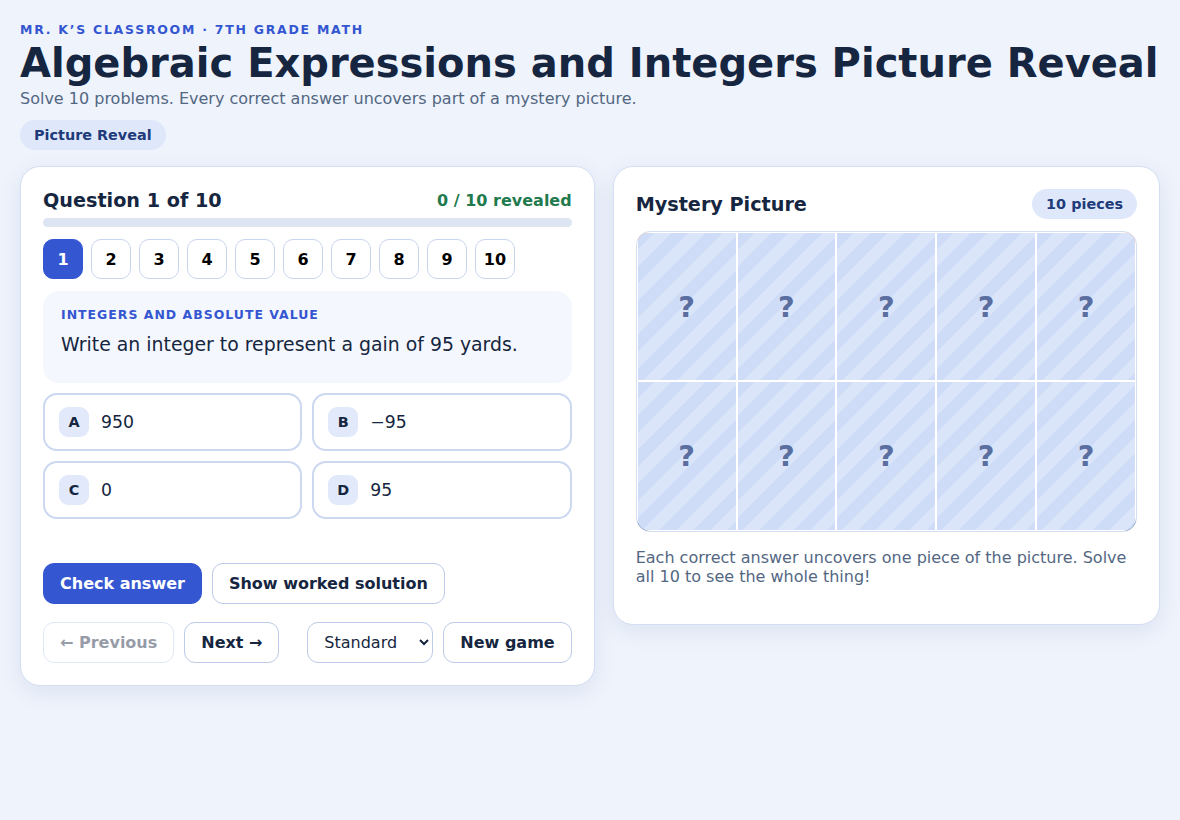 MR. K’S CLASSROOM · 7TH GRADE MATH
Algebraic Expressions and Integers Picture Reveal
Solve 10 problems. Every correct answer uncovers part of a mystery picture.
Picture Reveal
Question 1 of 10
0 / 10 revealed
1 2 3 4 5 6 7 8 9 10
INTEGERS AND ABSOLUTE VALUE
Write an integer to represent a gain of 95 yards.
A 950
B −95
C 0
D 95
Check answer
Show worked solution
← Previous
Next →
Standard
New game
Mystery Picture
10 pieces
? ? ? ? ?
? ? ? ? ?
Each correct answer uncovers one piece of the picture. Solve
all 10 to see the whole thing!